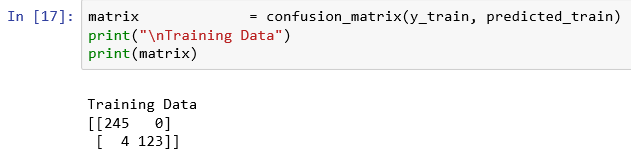 In [17]: matrix             = confusion_matrix(y_train, predicted_train)
print("\nTraining Data")
print(matrix)
Training Data
[[245   0]
 [  4 123]]